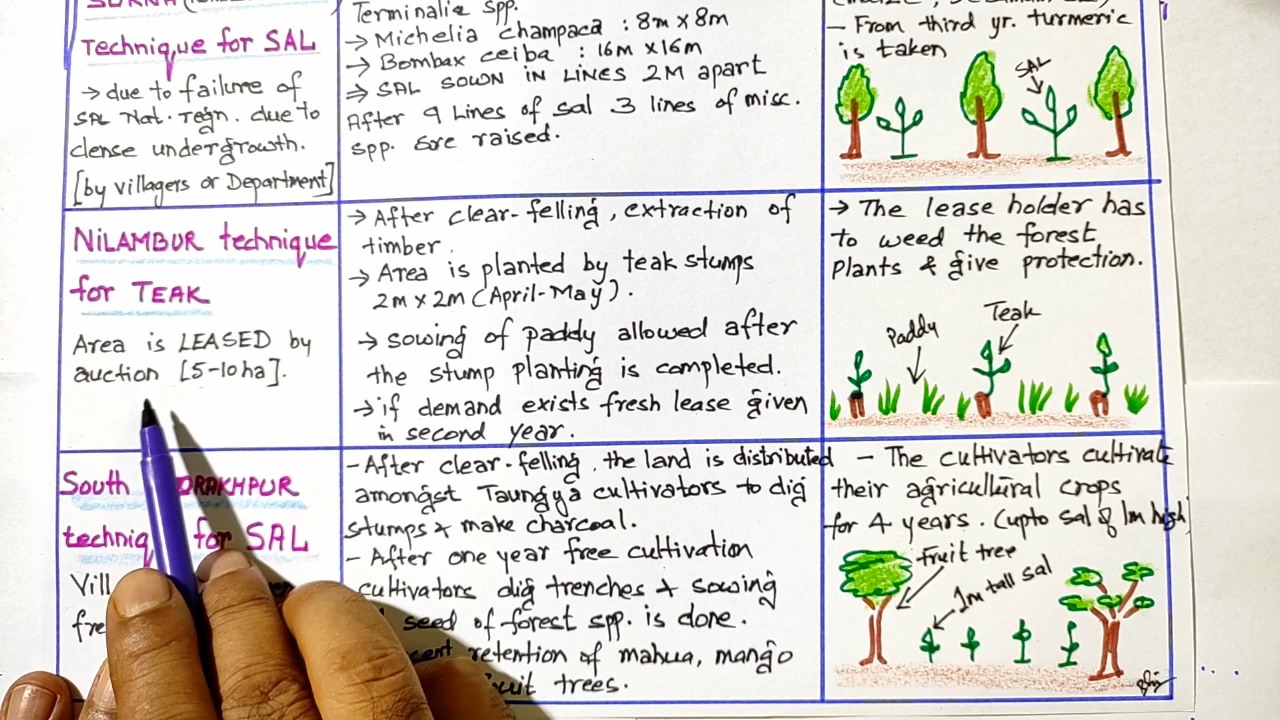 Technique for SAL
→ due to failure of
SAL Nat. regn. due to
dense undergrowth.
[by villagers or Department]
Terminalia spp.
→ Michelia champaca : 8m x 8m
→ Bombax ceiba : 16m x 16m
→ SAL SOWN IN LINES 2M apart
After 9 Lines of sal 3 lines of misc.
spp. are raised.
- From third yr. turmeric
is taken
SAL
NILAMBUR technique
for TEAK
Area is LEASED by
auction [5-10ha].
→ After clear-felling, extraction of
timber.
→ Area is planted by teak stumps
2m x 2m (April-May).
→ sowing of paddy allowed after
the stump planting is completed.
→ if demand exists fresh lease given
in second year.
→ The lease holder has
to weed the forest
Plants & give protection.
Paddy
Teak
South
for SAL
- After clear-felling, the land is distributed
amongst Taungya cultivators to dig
stumps & make charcoal.
- After one year free cultivation
cultivators dig trenches & sowing
seed of forest spp. is done.
retention of mahua, mango
trees.
- The cultivators cultivate
their agricultural crops
for 4 years. (upto sal of 1m high)
fruit tree
1m tall sal